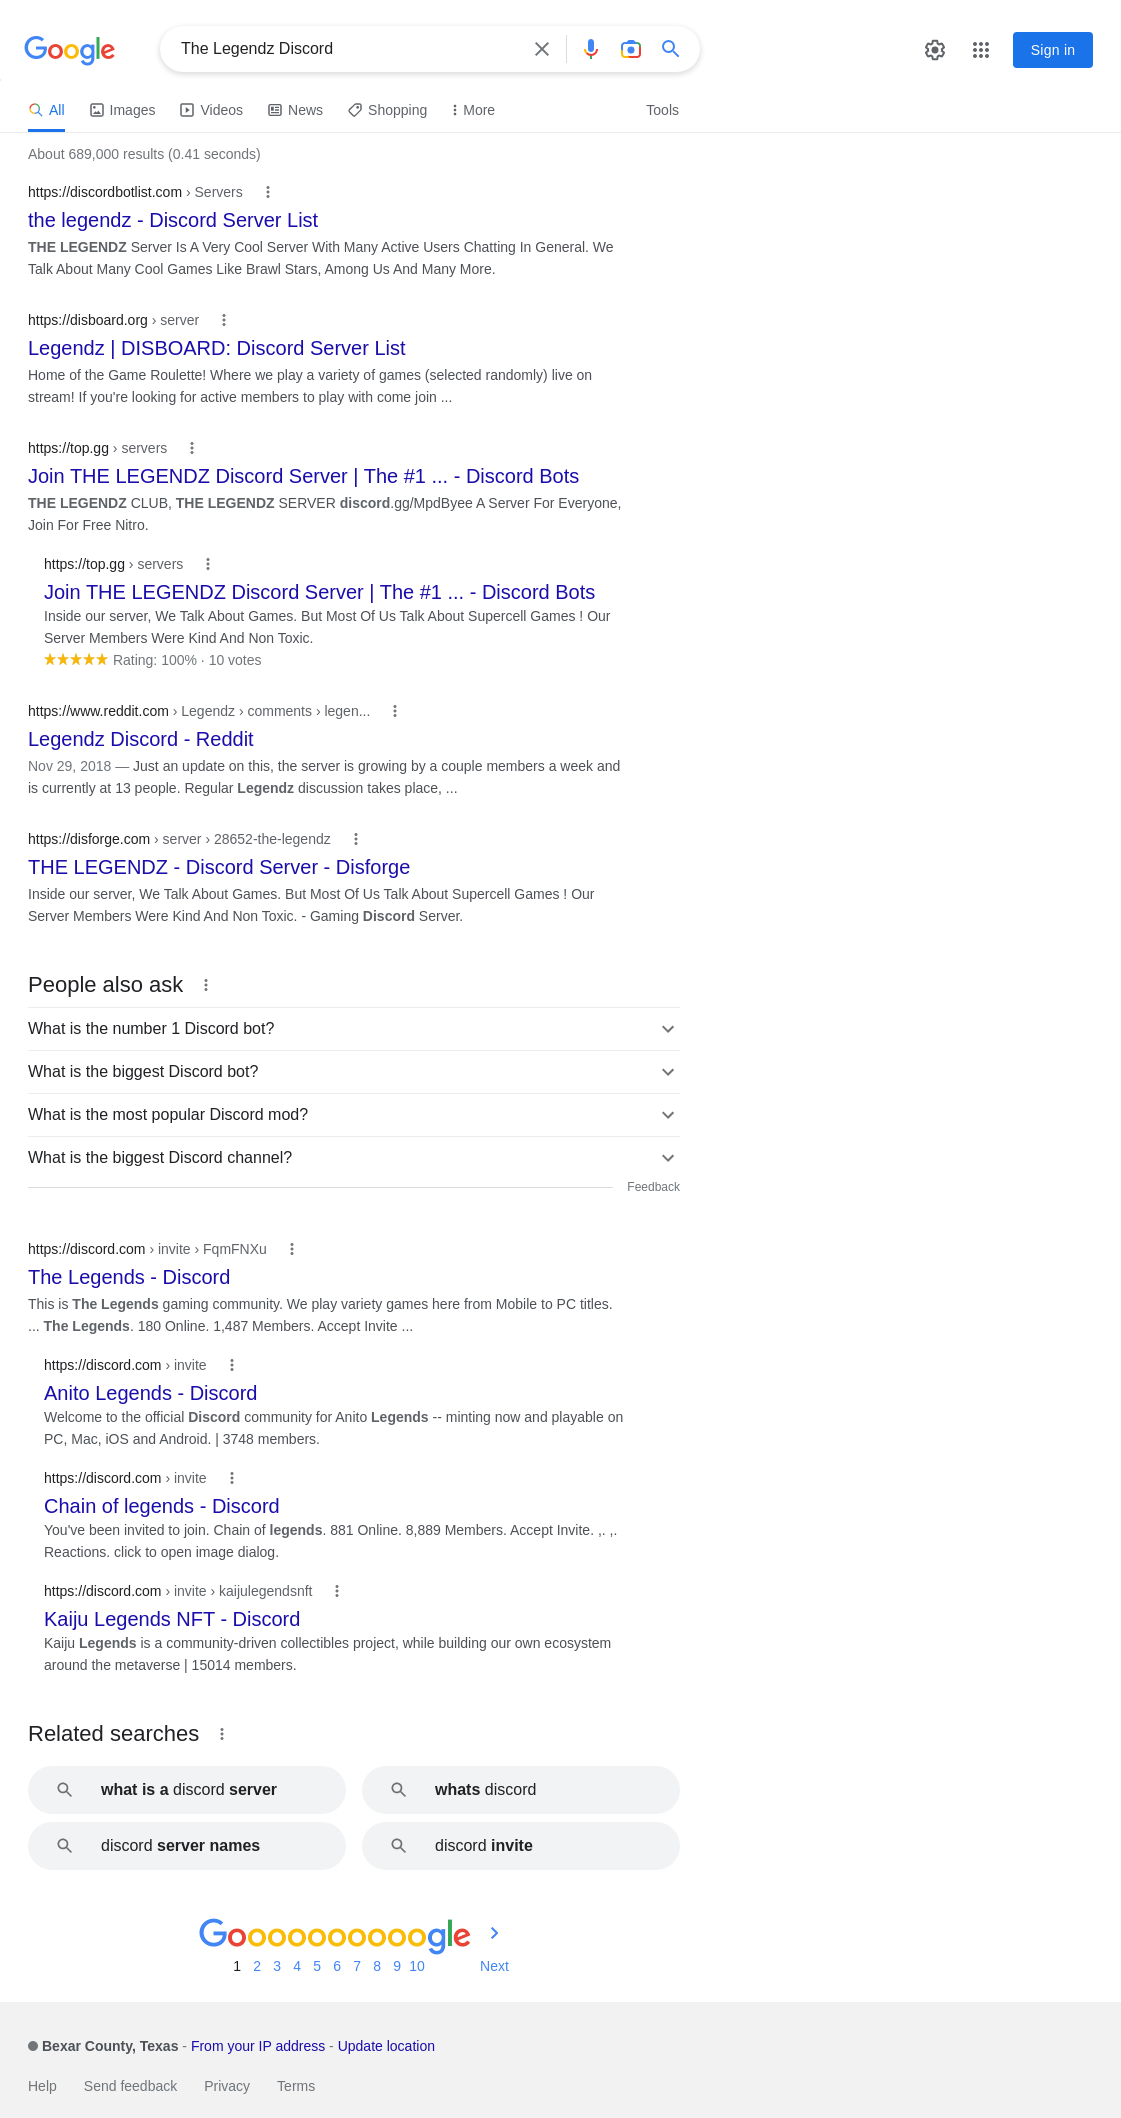 Google
The Legendz Discord
Sign in
All Images Videos News Shopping More Tools
About 689,000 results (0.41 seconds)
https://discordbotlist.com › Servers
the legendz - Discord Server List
THE LEGENDZ Server Is A Very Cool Server With Many Active Users Chatting In General. We
Talk About Many Cool Games Like Brawl Stars, Among Us And Many More.
https://disboard.org › server
Legendz | DISBOARD: Discord Server List
Home of the Game Roulette! Where we play a variety of games (selected randomly) live on
stream! If you're looking for active members to play with come join ...
https://top.gg › servers
Join THE LEGENDZ Discord Server | The #1 ... - Discord Bots
THE LEGENDZ CLUB, THE LEGENDZ SERVER discord.gg/MpdByee A Server For Everyone,
Join For Free Nitro.
https://top.gg › servers
Join THE LEGENDZ Discord Server | The #1 ... - Discord Bots
Inside our server, We Talk About Games. But Most Of Us Talk About Supercell Games ! Our
Server Members Were Kind And Non Toxic.
Rating: 100% · 10 votes
https://www.reddit.com › Legendz › comments › legen...
Legendz Discord - Reddit
Nov 29, 2018 — Just an update on this, the server is growing by a couple members a week and
is currently at 13 people. Regular Legendz discussion takes place, ...
https://disforge.com › server › 28652-the-legendz
THE LEGENDZ - Discord Server - Disforge
Inside our server, We Talk About Games. But Most Of Us Talk About Supercell Games ! Our
Server Members Were Kind And Non Toxic. - Gaming Discord Server.
People also ask
What is the number 1 Discord bot?
What is the biggest Discord bot?
What is the most popular Discord mod?
What is the biggest Discord channel?
Feedback
https://discord.com › invite › FqmFNXu
The Legends - Discord
This is The Legends gaming community. We play variety games here from Mobile to PC titles.
... The Legends. 180 Online. 1,487 Members. Accept Invite ...
https://discord.com › invite
Anito Legends - Discord
Welcome to the official Discord community for Anito Legends -- minting now and playable on
PC, Mac, iOS and Android. | 3748 members.
https://discord.com › invite
Chain of legends - Discord
You've been invited to join. Chain of legends. 881 Online. 8,889 Members. Accept Invite. ,. ,.
Reactions. click to open image dialog.
https://discord.com › invite › kaijulegendsnft
Kaiju Legends NFT - Discord
Kaiju Legends is a community-driven collectibles project, while building our own ecosystem
around the metaverse | 15014 members.
Related searches
what is a discord server
whats discord
discord server names
discord invite
Goooooooooogle
1 2 3 4 5 6 7 8 9 10 Next
Bexar County, Texas - From your IP address - Update location
Help Send feedback Privacy Terms